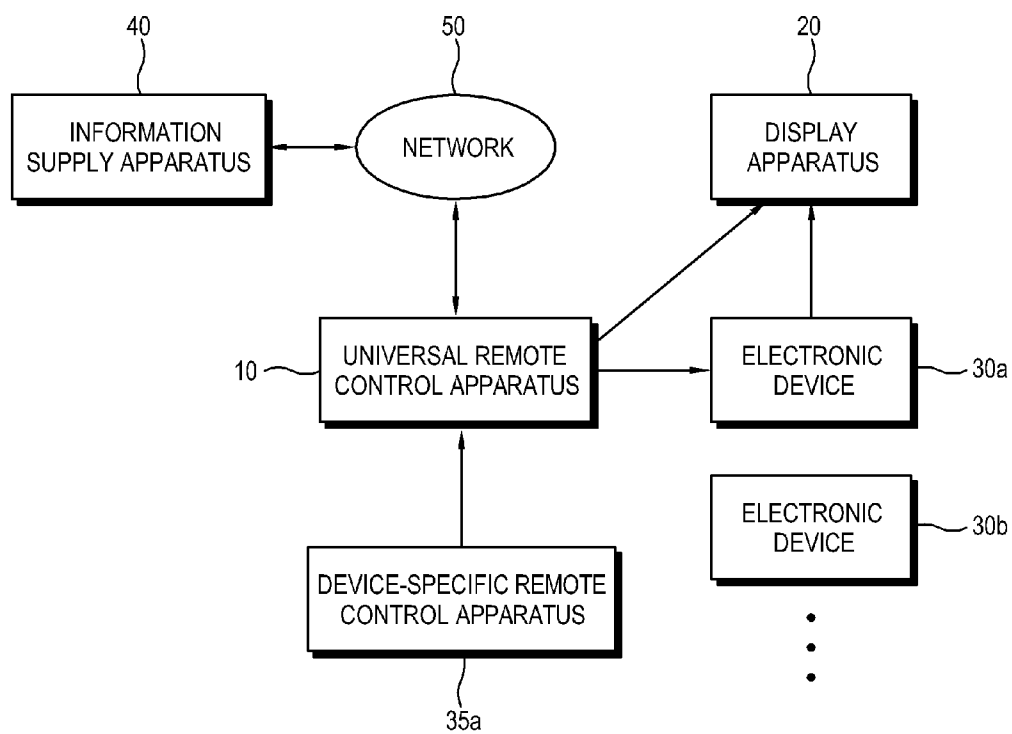 40
50
20
INFORMATION
SUPPLY APPARATUS
NETWORK
DISPLAY
APPARATUS
10
UNIVERSAL REMOTE
CONTROL APPARATUS
ELECTRONIC
DEVICE
30a
ELECTRONIC
DEVICE
30b
DEVICE-SPECIFIC REMOTE
CONTROL APPARATUS
35a